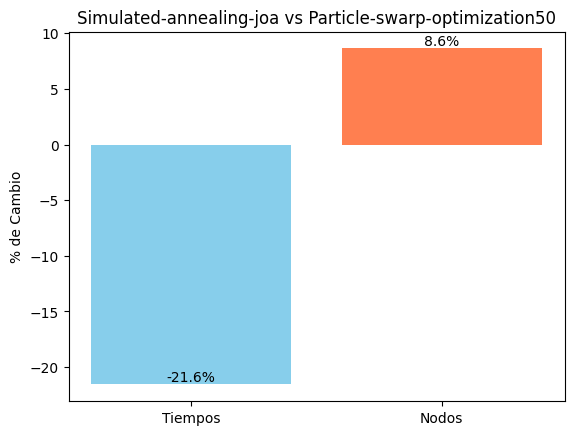 Simulated-annealing-joa vs Particle-swarp-optimization50
% de Cambio
10
5
0
−5
−10
−15
−20
8.6%
-21.6%
Tiempos
Nodos